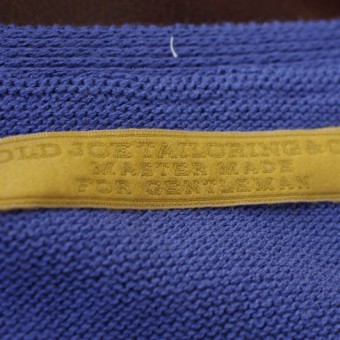 OLD JOE TAILORING & C
MASTER MADE
FOR GENTLEMAN